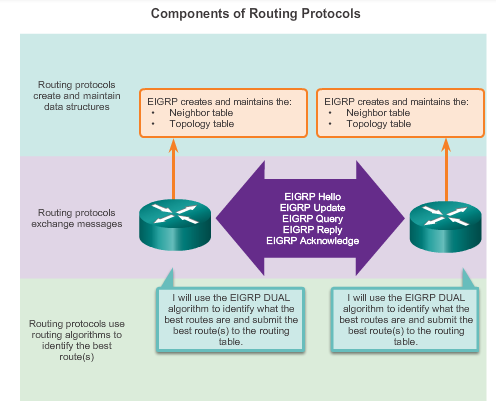 Components of Routing Protocols
Routing protocols
create and maintain
data structures
EIGRP creates and maintains the:
• Neighbor table
• Topology table
EIGRP creates and maintains the:
• Neighbor table
• Topology table
Routing protocols
exchange messages
EIGRP Hello
EIGRP Update
EIGRP Query
EIGRP Reply
EIGRP Acknowledge
Routing protocols use
routing algorithms to
identify the best
route(s)
I will use the EIGRP DUAL
algorithm to identify what the
best routes are and submit the
best route(s) to the routing
table.
I will use the EIGRP DUAL
algorithm to identify what the
best routes are and submit the
best route(s) to the routing
table.